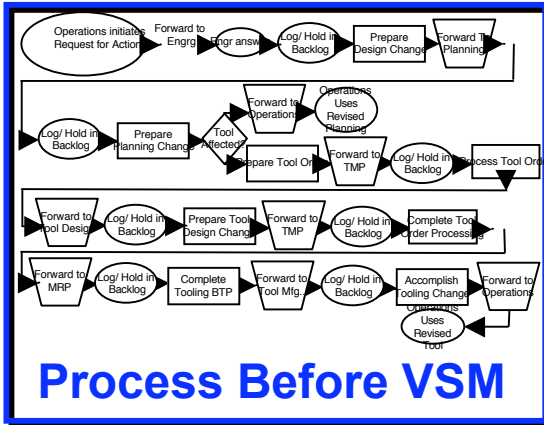 Operations initiates
Request for Action
Forward to
Engrg
Engr answ
Log/ Hold in
Backlog
Prepare
Design Change
Forward To
Planning
Log/ Hold in
Backlog
Prepare
Planning Change
Tool
Affected?
Forward to
Operations
Operations
Uses
Revised
Planning
Prepare Tool Ord
Forward to
TMP
Log/ Hold in
Backlog
Process Tool Orde
Forward to
Tool Design
Log/ Hold in
Backlog
Prepare Tool
Design Change
Forward to
TMP
Log/ Hold in
Backlog
Complete Tool
Order Processing
Forward to
MRP
Log/ Hold in
Backlog
Complete
Tooling BTP
Forward to
Tool Mfg..
Log/ Hold in
Backlog
Accomplish
Tooling Change
Forward to
Operations
Operations
Uses
Revised
Tool
Process Before VSM